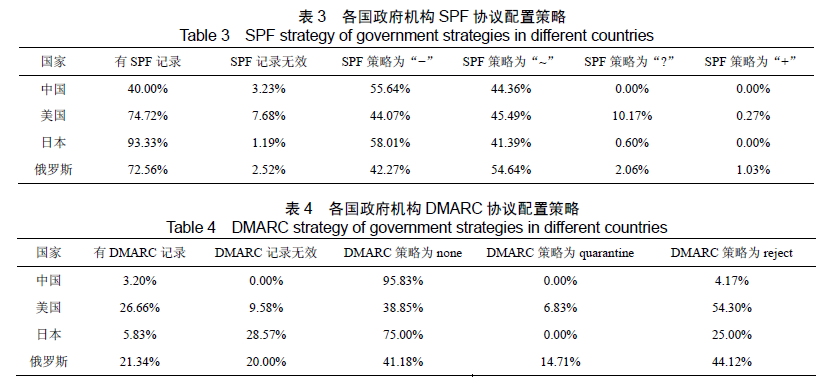 表 3 各国政府机构 SPF 协议配置策略
Table 3 SPF strategy of government strategies in different countries
国家 有 SPF 记录 SPF 记录无效 SPF 策略为“−” SPF 策略为“~” SPF 策略为“?” SPF 策略为“+”
中国 40.00% 3.23% 55.64% 44.36% 0.00% 0.00%
美国 74.72% 7.68% 44.07% 45.49% 10.17% 0.27%
日本 93.33% 1.19% 58.01% 41.39% 0.60% 0.00%
俄罗斯 72.56% 2.52% 42.27% 54.64% 2.06% 1.03%
表 4 各国政府机构 DMARC 协议配置策略
Table 4 DMARC strategy of government strategies in different countries
国家 有 DMARC 记录 DMARC 记录无效 DMARC 策略为 none DMARC 策略为 quarantine DMARC 策略为 reject
中国 3.20% 0.00% 95.83% 0.00% 4.17%
美国 26.66% 9.58% 38.85% 6.83% 54.30%
日本 5.83% 28.57% 75.00% 0.00% 25.00%
俄罗斯 21.34% 20.00% 41.18% 14.71% 44.12%